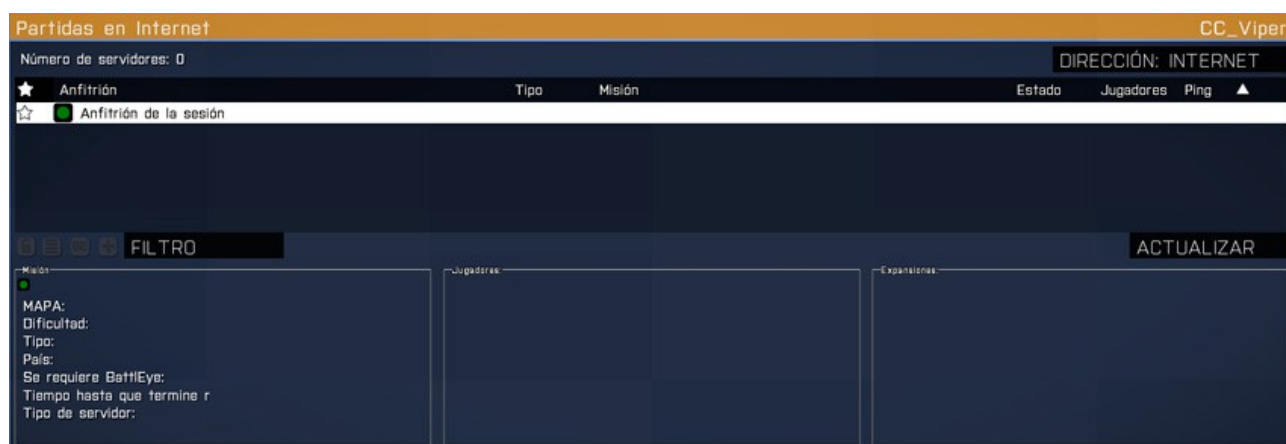 Partidas en Internet CC_Viper
Número de servidores: 0 DIRECCIÓN: INTERNET
Anfitrión Tipo Misión Estado Jugadores Ping
Anfitrión de la sesión
FILTRO ACTUALIZAR
Misión Jugadores: Expansiones:
MAPA:
Dificultad:
Tipo:
País:
Se requiere BattlEye:
Tiempo hasta que termine r
Tipo de servidor: